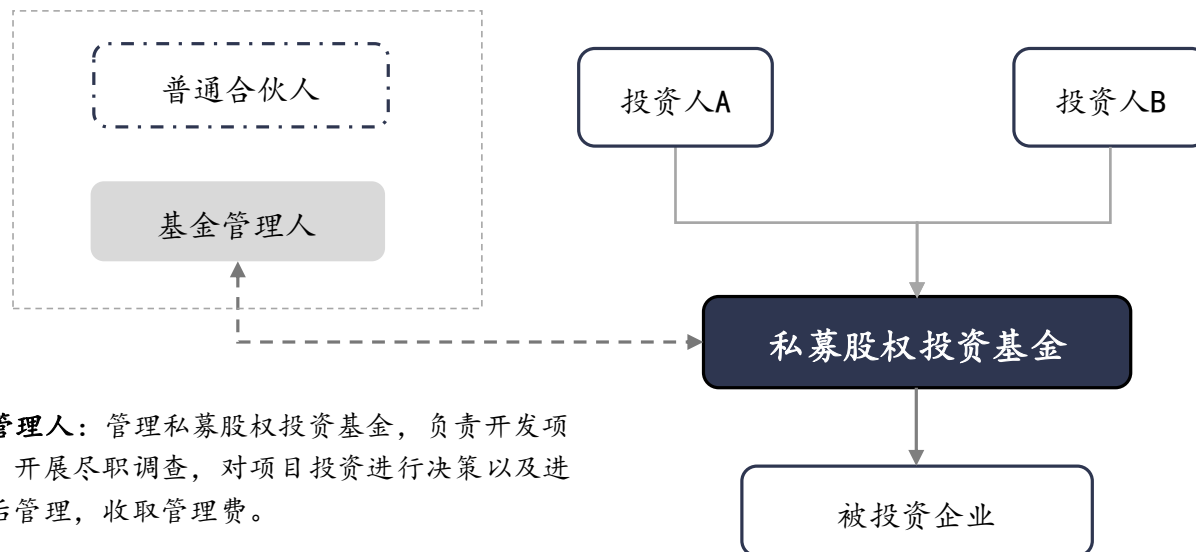 普通合伙人
投资人A
投资人B
基金管理人
私募股权投资基金
管理人：管理私募股权投资基金，负责开发项
，开展尽职调查，对项目投资进行决策以及进
后管理，收取管理费。
被投资企业